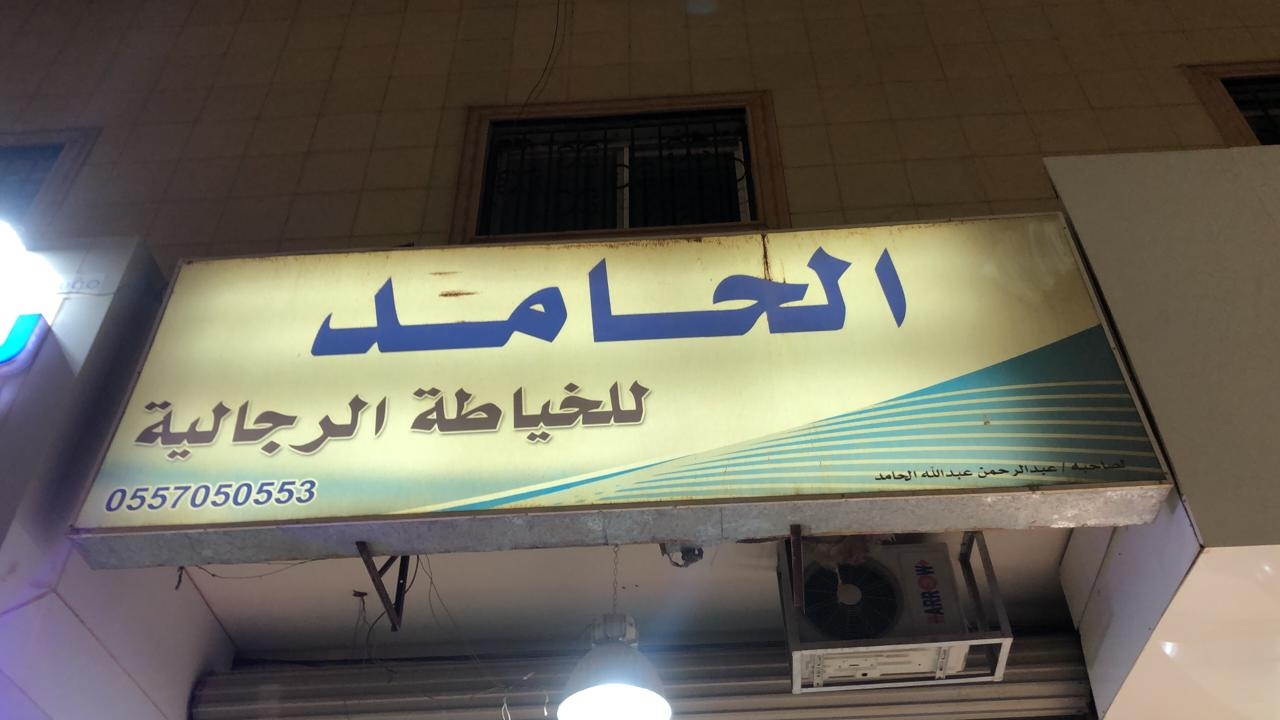 الحامد
للخياطة الرجالية
0557050553
لصاحبه / عبدالرحمن عبدالله الحامد
ARROW